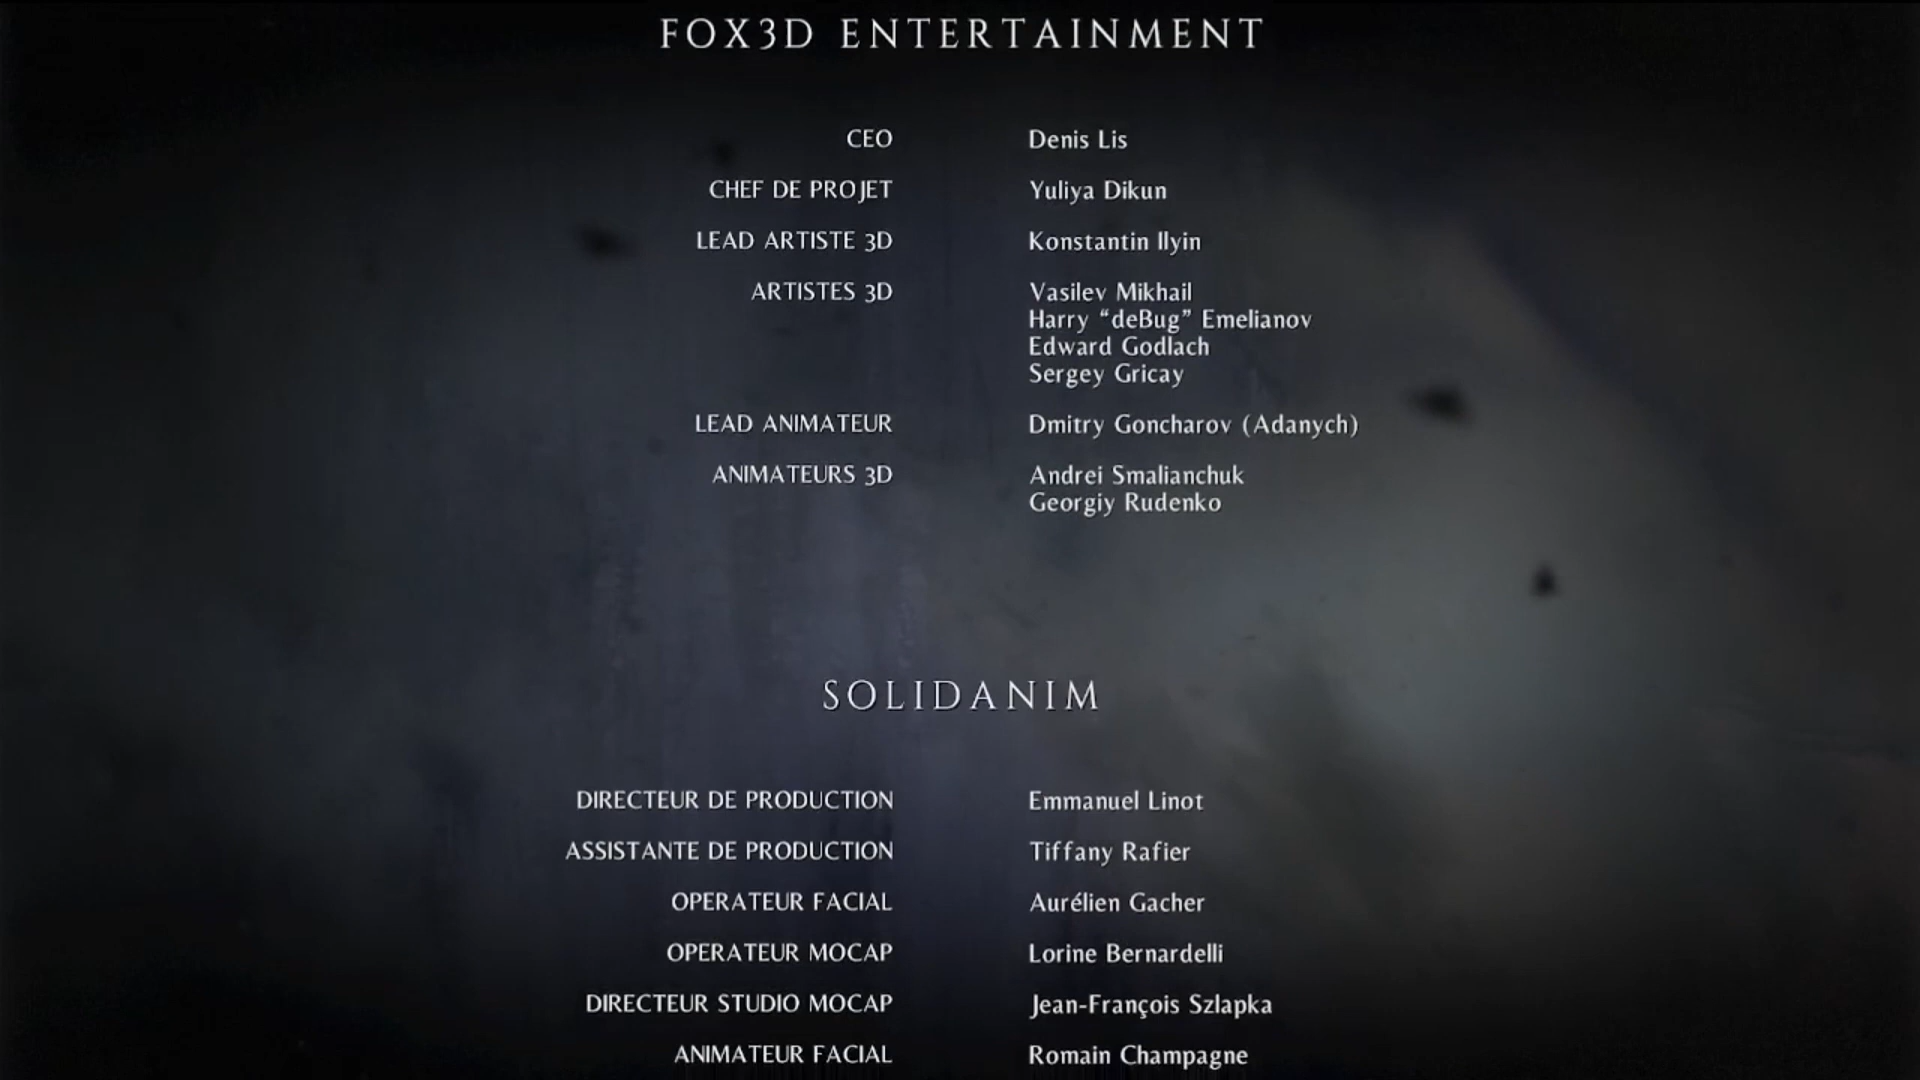 FOX3D ENTERTAINMENT
CEO Denis Lis
CHEF DE PROJET Yuliya Dikun
LEAD ARTISTE 3D Konstantin Ilyin
ARTISTES 3D Vasilev Mikhail
Harry “deBug” Emelianov
Edward Godlach
Sergey Gricay
LEAD ANIMATEUR Dmitry Goncharov (Adanych)
ANIMATEURS 3D Andrei Smalianchuk
Georgiy Rudenko
SOLIDANIM
DIRECTEUR DE PRODUCTION Emmanuel Linot
ASSISTANTE DE PRODUCTION Tiffany Rafier
OPERATEUR FACIAL Aurélien Gacher
OPERATEUR MOCAP Lorine Bernardelli
DIRECTEUR STUDIO MOCAP Jean-François Szlapka
ANIMATEUR FACIAL Romain Champagne